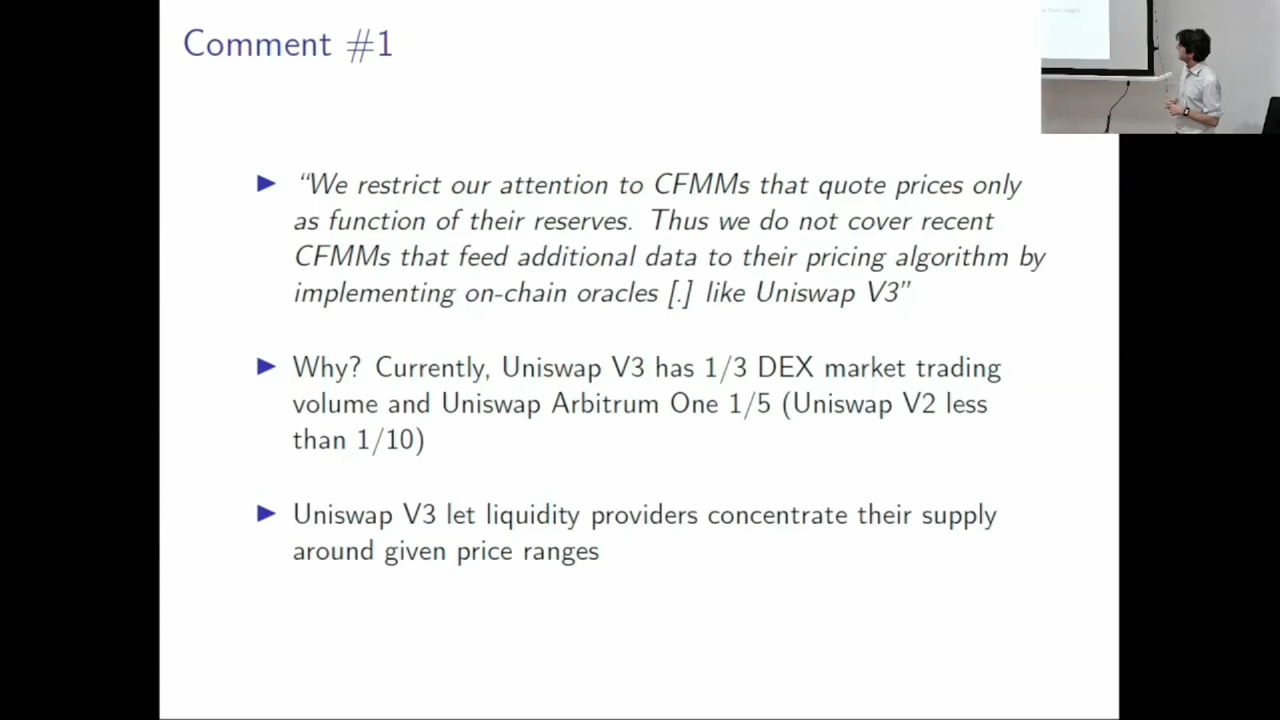 Comment #1
▶ “We restrict our attention to CFMMs that quote prices only
as function of their reserves. Thus we do not cover recent
CFMMs that feed additional data to their pricing algorithm by
implementing on-chain oracles [.] like Uniswap V3”
▶ Why? Currently, Uniswap V3 has 1/3 DEX market trading
volume and Uniswap Arbitrum One 1/5 (Uniswap V2 less
than 1/10)
▶ Uniswap V3 let liquidity providers concentrate their supply
around given price ranges